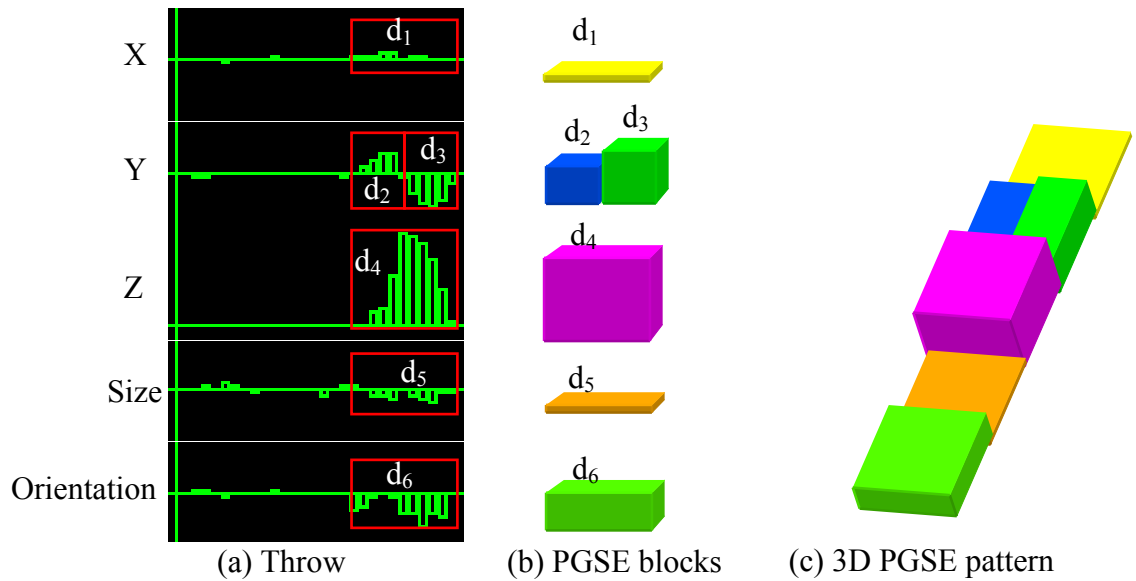 X
d1
d1
Y
d2
d3
d2
d3
Z
d4
d4
Size
d5
d5
Orientation
d6
d6
(a) Throw
(b) PGSE blocks
(c) 3D PGSE pattern